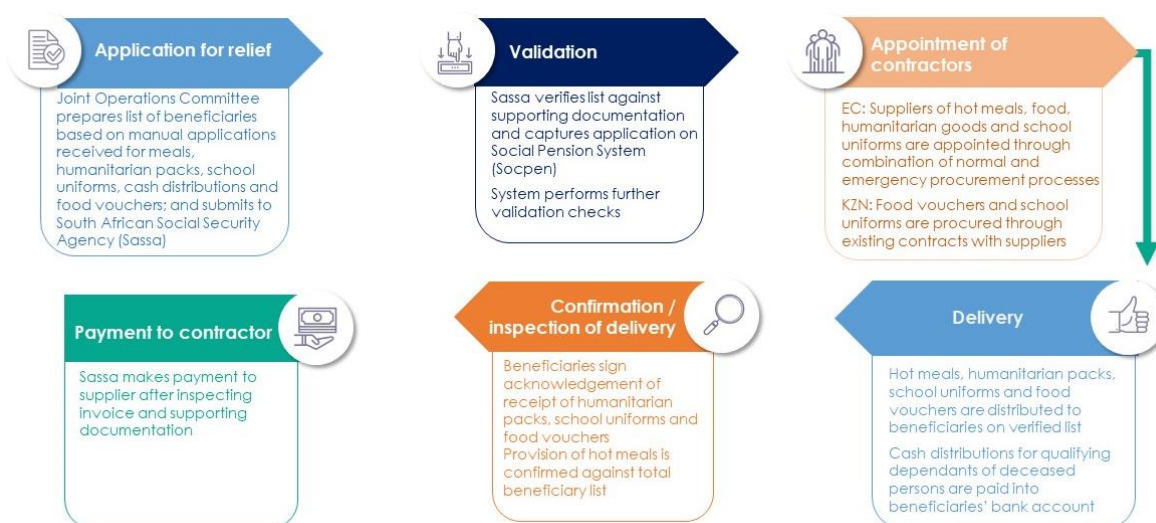 Application for relief
Joint Operations Committee
prepares list of beneficiaries
based on manual applications
received for meals,
humanitarian packs, school
uniforms, cash distributions and
food vouchers; and submits to
South African Social Security
Agency (Sassa)
Validation
Sassa verifies list against
supporting documentation
and captures application on
Social Pension System
(Socpen)
System performs further
validation checks
Appointment of
contractors
EC: Suppliers of hot meals, food,
humanitarian goods and school
uniforms are appointed through
combination of normal and
emergency procurement processes
KZN: Food vouchers and school
uniforms are procured through
existing contracts with suppliers
Delivery
Hot meals, humanitarian packs,
school uniforms and food
vouchers are distributed to
beneficiaries on verified list
Cash distributions for qualifying
dependants of deceased
persons are paid into
beneficiaries' bank account
Confirmation /
inspection of delivery
Beneficiaries sign
acknowledgement of
receipt of humanitarian
packs, school uniforms and
food vouchers
Provision of hot meals is
confirmed against total
beneficiary list
Payment to contractor
Sassa makes payment to
supplier after inspecting
invoice and supporting
documentation